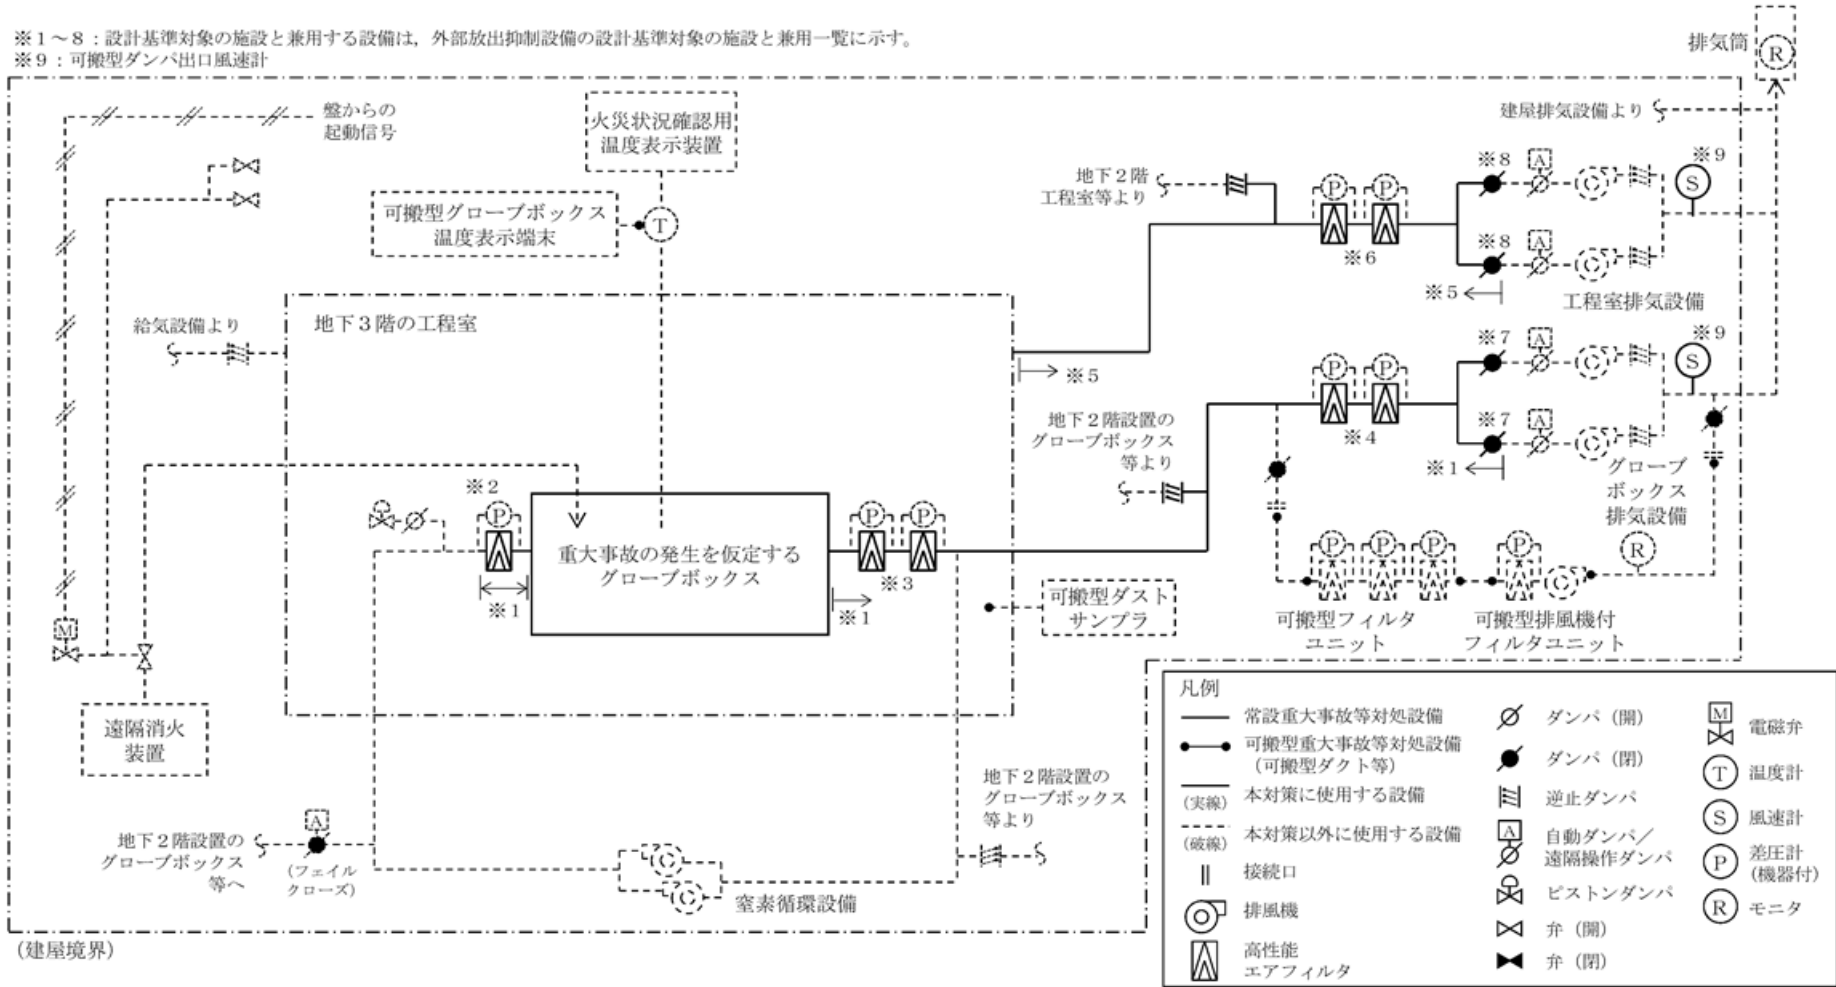 ※1～8：設計基準対象の施設と兼用する設備は，外部放出抑制設備の設計基準対象の施設と兼用一覧に示す。
※9：可搬型ダンパ出口風速計
排気筒
R
盤からの
起動信号
火災状況確認用
温度表示装置
建屋排気設備より
可搬型グローブボックス
温度表示端末
T
地下2階
工程室等より
P
P
※6
※8
A
※8
A
※5
※9
S
工程室排気設備
給気設備より
地下3階の工程室
※5
地下2階設置の
グローブボックス
等より
P
P
※4
※7
A
※7
A
※1
※9
S
グローブ
ボックス
排気設備
R
※2
P
※1
重大事故の発生を仮定する
グローブボックス
P
P
※3
※1
可搬型ダスト
サンプラ
P
P
P
P
可搬型フィルタ
ユニット
可搬型排風機付
フィルタユニット
M
遠隔消火
装置
地下2階設置の
グローブボックス
等へ
A
(フェイル
クローズ)
窒素循環設備
地下2階設置の
グローブボックス
等より
(建屋境界)
凡例
常設重大事故等対処設備
可搬型重大事故等対処設備
(可搬型ダクト等)
(実線)
本対策に使用する設備
(破線)
本対策以外に使用する設備
接続口
排風機
高性能
エアフィルタ
ダンパ (開)
ダンパ (閉)
逆止ダンパ
A
自動ダンパ／
遠隔操作ダンパ
ピストンダンパ
弁 (開)
弁 (閉)
M
電磁弁
T
温度計
S
風速計
P
差圧計
(機器付)
R
モニタ